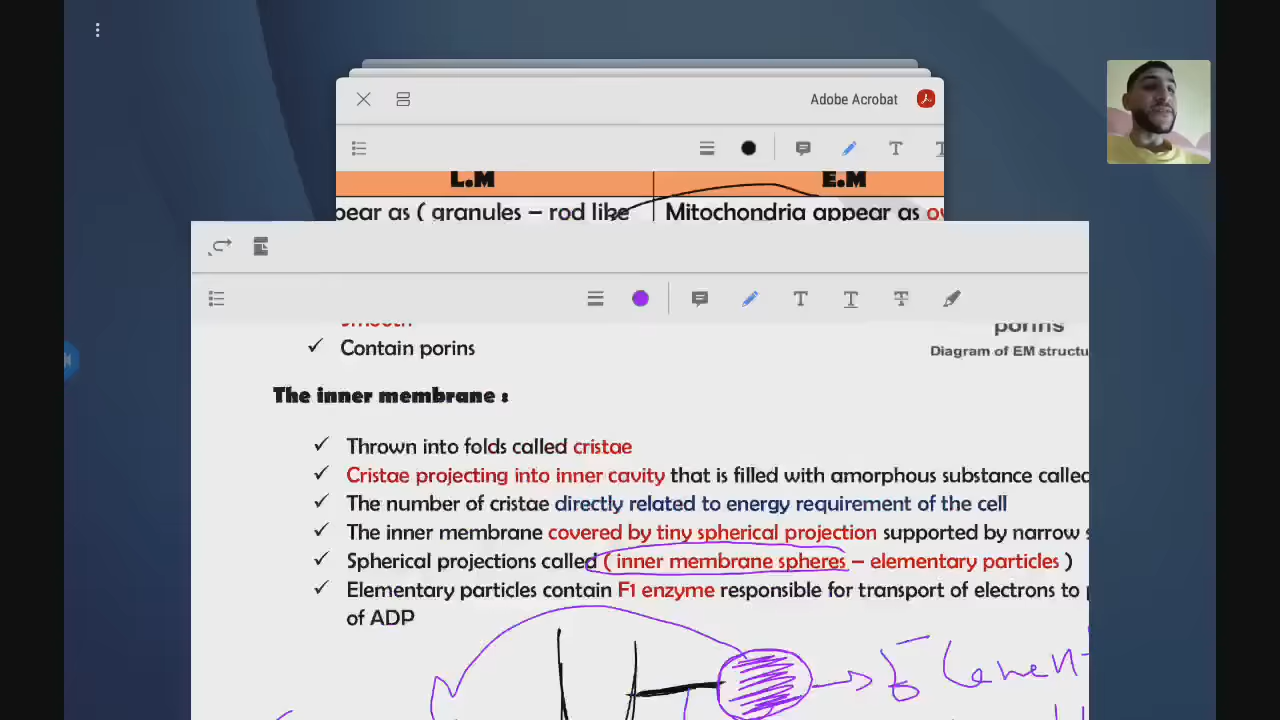 Adobe Acrobat
L.M E.M
pear as ( granules – rod like Mitochondria appear as ov
smooth
porins
✓ Contain porins
Diagram of EM structu
The inner membrane :
✓ Thrown into folds called cristae
✓ Cristae projecting into inner cavity that is filled with amorphous substance called
✓ The number of cristae directly related to energy requirement of the cell
✓ The inner membrane covered by tiny spherical projection supported by narrow s
✓ Spherical projections called ( inner membrane spheres – elementary particles )
✓ Elementary particles contain F1 enzyme responsible for transport of electrons to p
of ADP